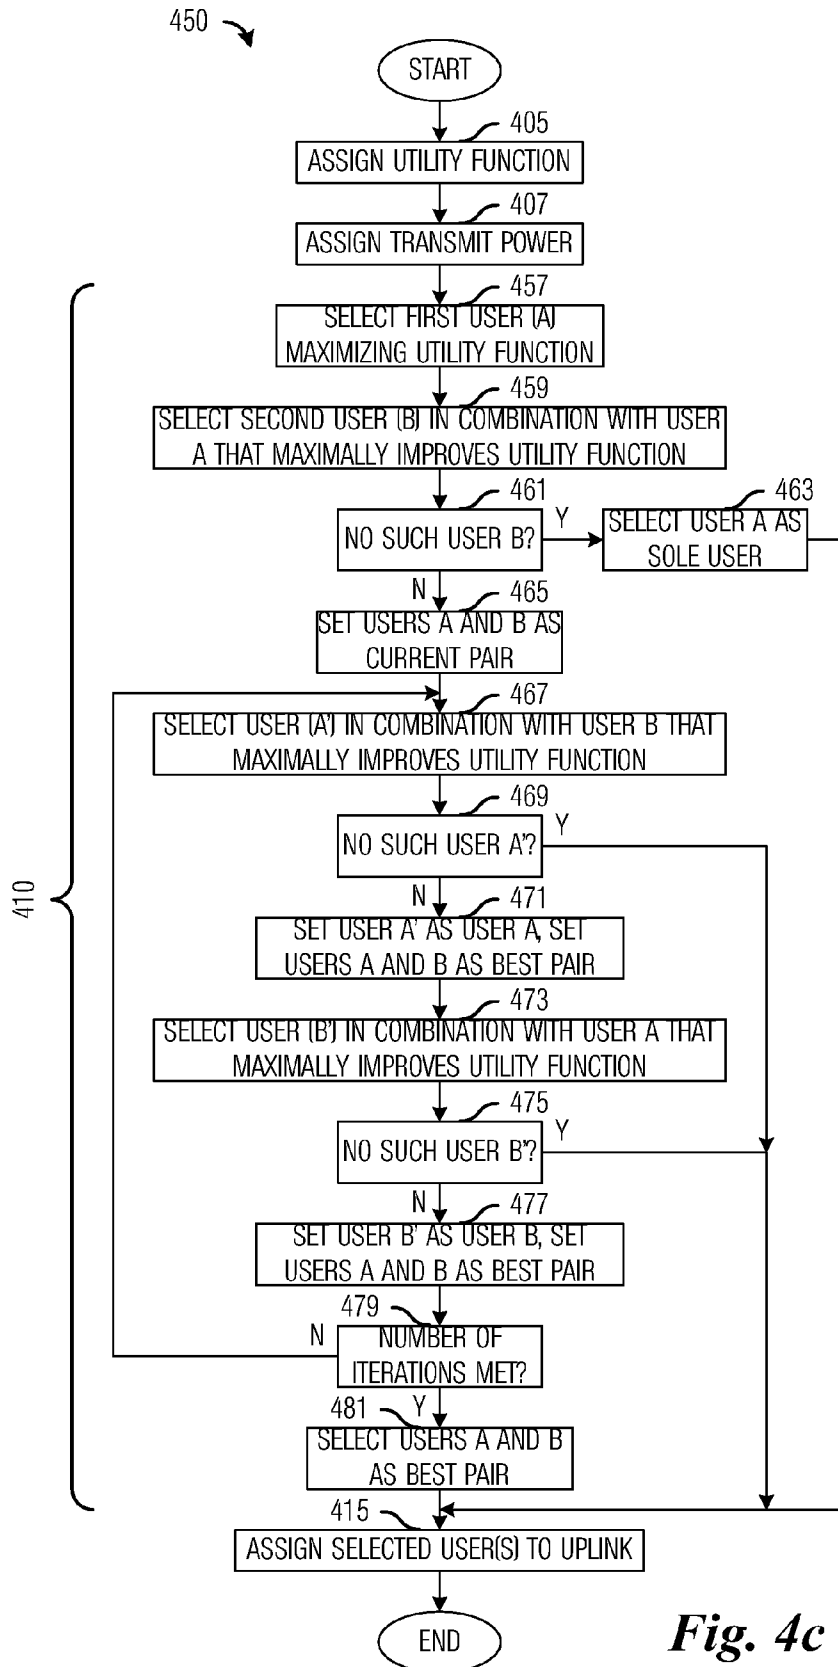 450
START
405
ASSIGN UTILITY FUNCTION
407
ASSIGN TRANSMIT POWER
457
SELECT FIRST USER (A)
MAXIMIZING UTILITY FUNCTION
459
SELECT SECOND USER (B) IN COMBINATION WITH USER
A THAT MAXIMALLY IMPROVES UTILITY FUNCTION
461
NO SUCH USER B?
Y
463
SELECT USER A AS
SOLE USER
N
465
SET USERS A AND B AS
CURRENT PAIR
467
SELECT USER (A') IN COMBINATION WITH USER B THAT
MAXIMALLY IMPROVES UTILITY FUNCTION
469
NO SUCH USER A'?
Y
410
N
471
SET USER A' AS USER A, SET
USERS A AND B AS BEST PAIR
473
SELECT USER (B') IN COMBINATION WITH USER A THAT
MAXIMALLY IMPROVES UTILITY FUNCTION
475
NO SUCH USER B'?
Y
N
477
SET USER B' AS USER B, SET
USERS A AND B AS BEST PAIR
479
N
NUMBER OF
ITERATIONS MET?
Y
481
SELECT USERS A AND B
AS BEST PAIR
415
ASSIGN SELECTED USER(S) TO UPLINK
END
Fig. 4c